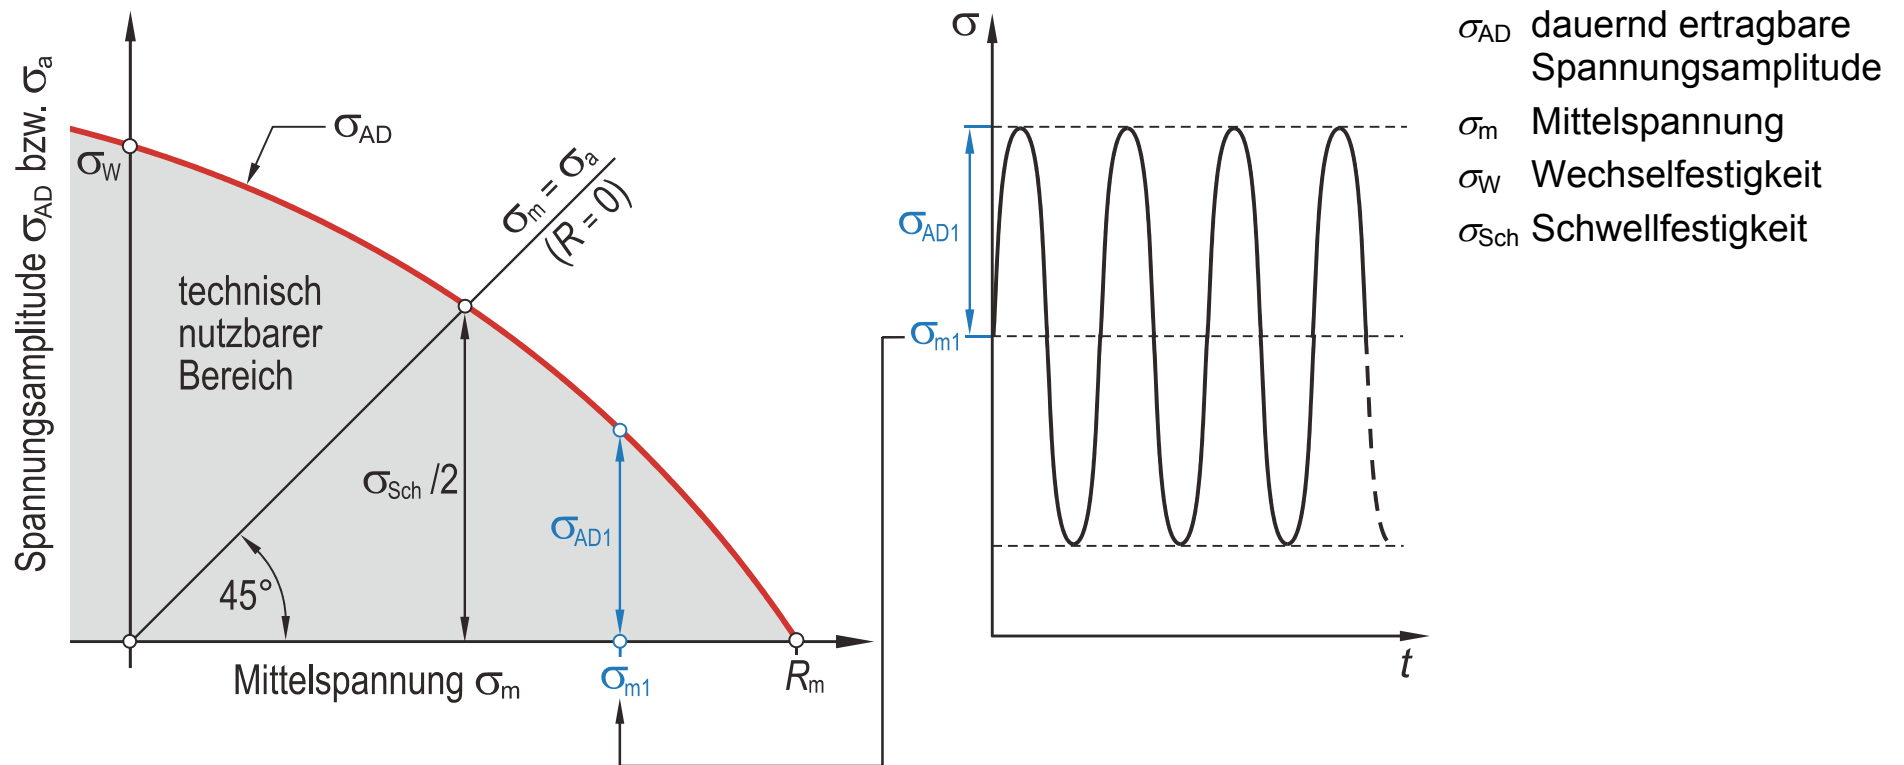 Spannungsamplitude σAD bzw. σa
σW
σAD
σm = σa
(R = 0)
technisch
nutzbarer
Bereich
σSch /2
σAD1
45°
Mittelspannung σm
σm1
Rm
σ
σAD1
σm1
t
σAD dauernd ertragbare
Spannungsamplitude
σm Mittelspannung
σW Wechselfestigkeit
σSch Schwellfestigkeit